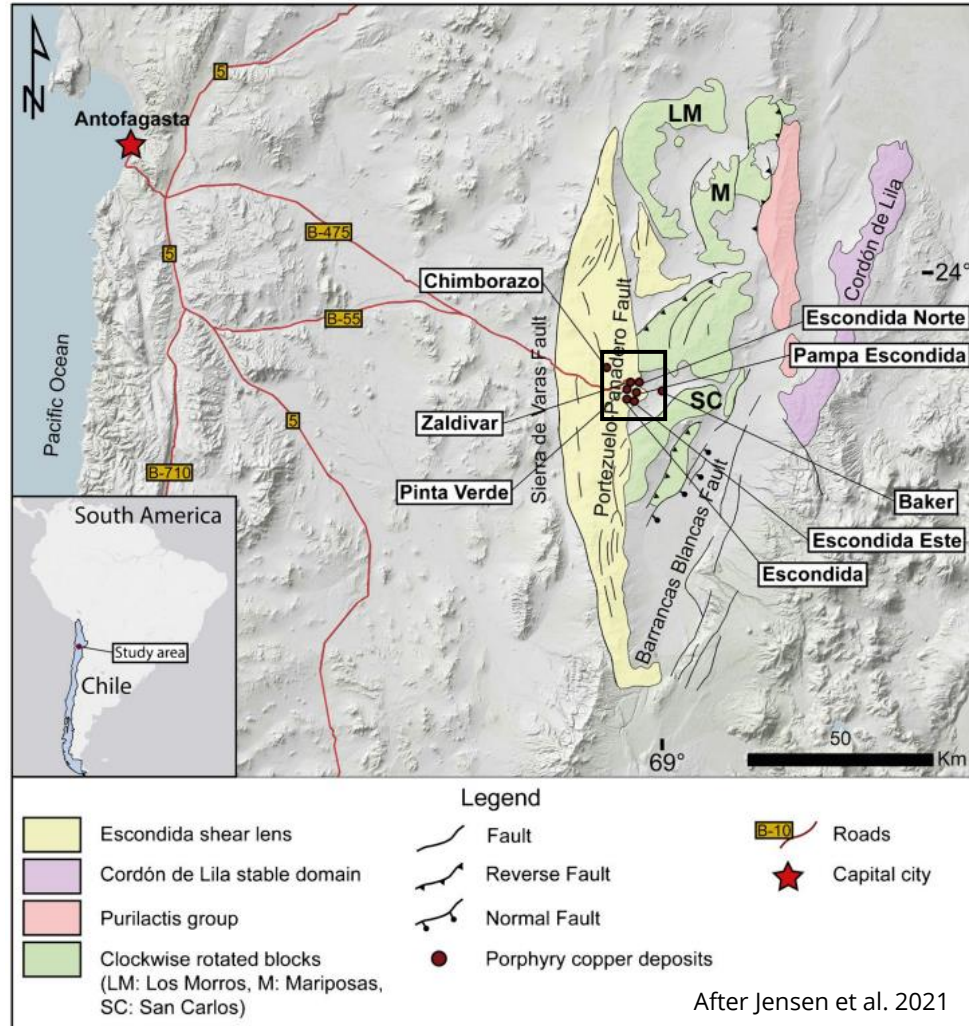 N
Antofagasta
5
LM
M
B-475
Cordón de Lila
24°
5
Chimborazo
Escondida Norte
B-55
Pampa Escondida
Pacific Ocean
Sierra de Varas Fault
Portezuelo Panadero Fault
SC
Zaldivar
5
B-710
Pinta Verde
Baker
Escondida Este
Escondida
Barrancas Blancas Fault
South America
Study area
Chile
69°
50
Km
Legend
Escondida shear lens
Cordón de Lila stable domain
Purilactis group
Clockwise rotated blocks
(LM: Los Morros, M: Mariposas,
SC: San Carlos)
Fault
Reverse Fault
Normal Fault
Porphyry copper deposits
B-10
Roads
Capital city
After Jensen et al. 2021